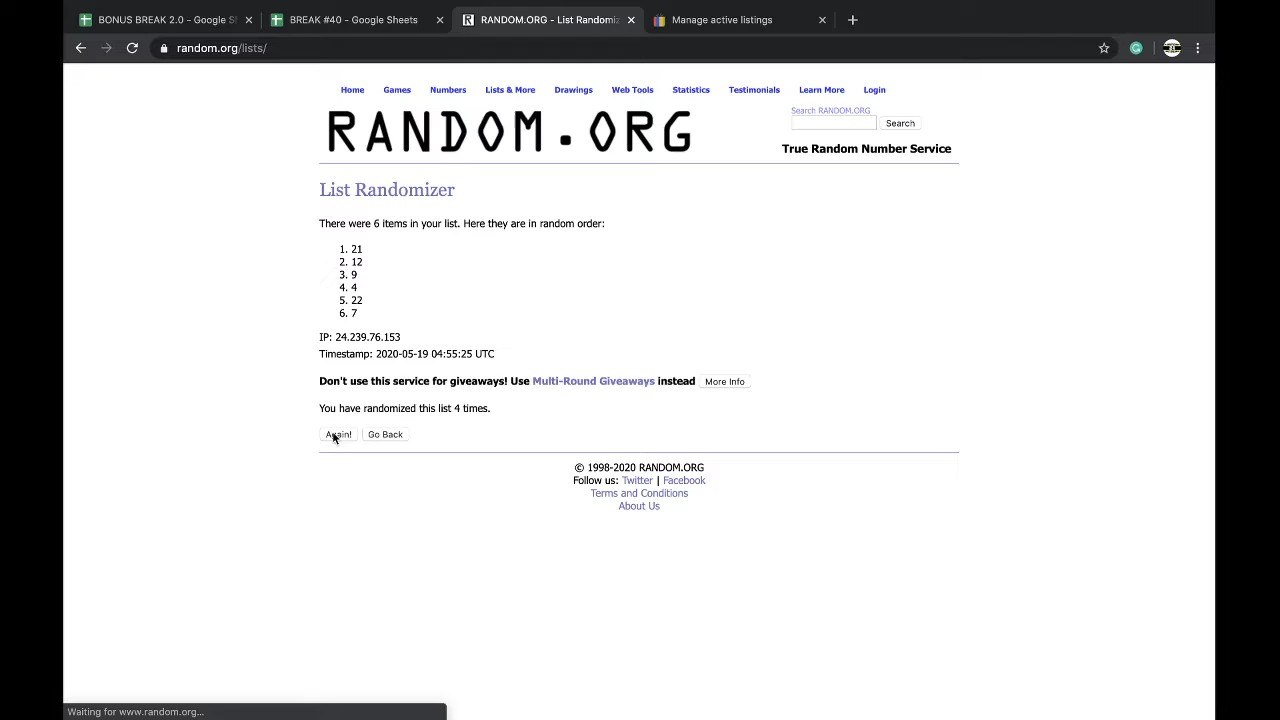 BONUS BREAK 2.0 - Google S
BREAK #40 - Google Sheets
RANDOM.ORG - List Randomiz
Manage active listings
random.org/lists/
Home Games Numbers Lists & More Drawings Web Tools Statistics Testimonials Learn More Login
RANDOM.ORG
Search RANDOM.ORG
Search
True Random Number Service
List Randomizer
There were 6 items in your list. Here they are in random order:
1. 21
2. 12
3. 9
4. 4
5. 22
6. 7
IP: 24.239.76.153
Timestamp: 2020-05-19 04:55:25 UTC
Don't use this service for giveaways! Use Multi-Round Giveaways instead More Info
You have randomized this list 4 times.
Again! Go Back
© 1998-2020 RANDOM.ORG
Follow us: Twitter | Facebook
Terms and Conditions
About Us
Waiting for www.random.org...